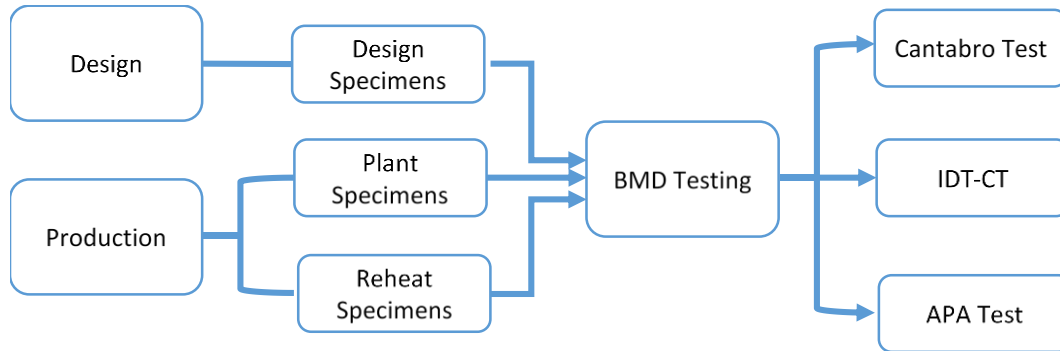 Design
Design
Specimens
Production
Plant
Specimens
Reheat
Specimens
BMD Testing
Cantabro Test
IDT-CT
APA Test